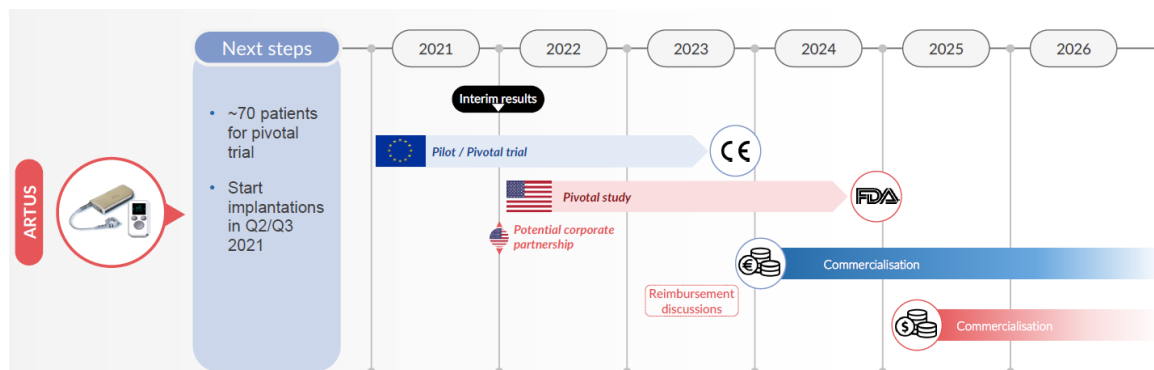 Next steps
2021
2022
2023
2024
2025
2026
Interim results
• ~70 patients
for pivotal
trial
• Start
implantations
in Q2/Q3
2021
ARTUS
Pilot / Pivotal trial
CE
Pivotal study
FDA
Potential corporate
partnership
€
Commercialisation
Reimbursement
discussions
$
Commercialisation